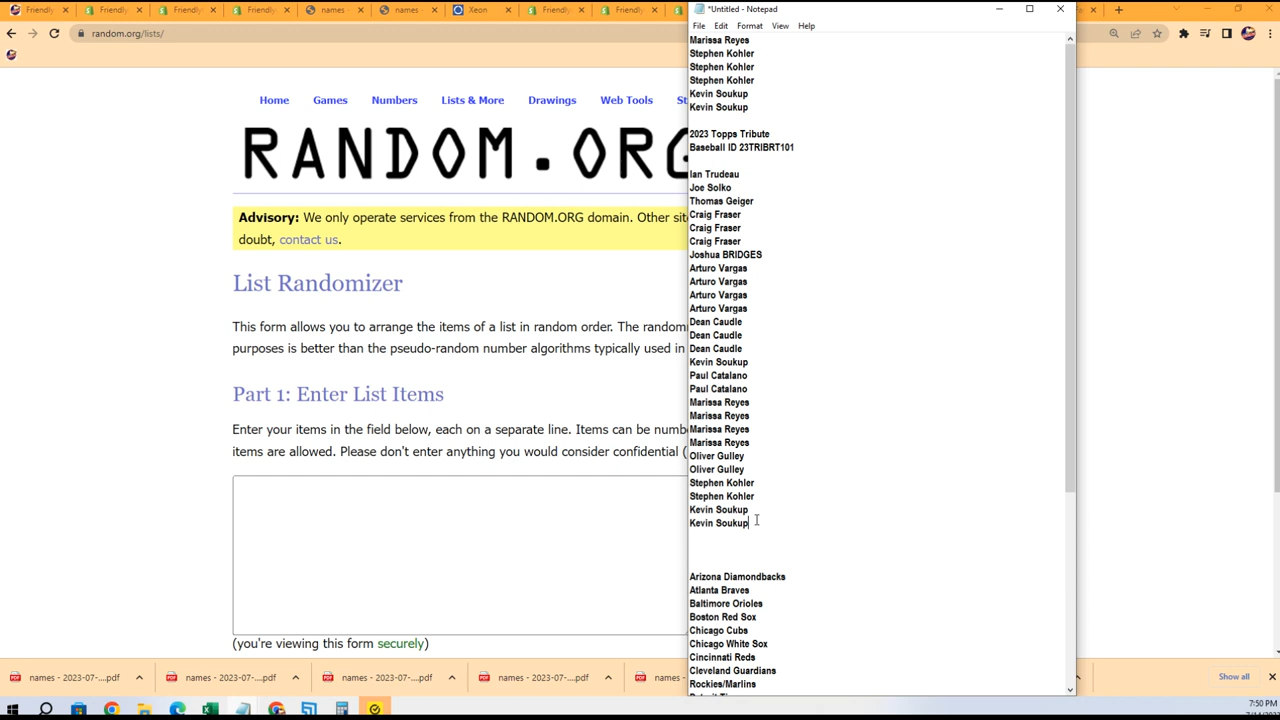 Friendly
Friendly
Friendly
Friendly
names -
names -
Xeon
Friendly
Friendly
*Untitled - Notepad
random.org/lists/
File Edit Format View Help
Home Games Numbers Lists & More Drawings Web Tools
RANDOM.ORG
Advisory: We only operate services from the RANDOM.ORG domain. Other
doubt, contact us.
List Randomizer
This form allows you to arrange the items of a list in random order. The
purposes is better than the pseudo-random number algorithms typically used in
Part 1: Enter List Items
Enter your items in the field below, each on a separate line. Items can be
items are allowed. Please don't enter anything you would consider confidential
(you're viewing this form securely)
Marissa Reyes
Stephen Kohler
Stephen Kohler
Stephen Kohler
Kevin Soukup
Kevin Soukup
2023 Topps Tribute
Baseball ID 23TRIBRT101
Ian Trudeau
Joe Solko
Thomas Geiger
Craig Fraser
Craig Fraser
Craig Fraser
Joshua BRIDGES
Arturo Vargas
Arturo Vargas
Arturo Vargas
Arturo Vargas
Dean Caudle
Dean Caudle
Dean Caudle
Kevin Soukup
Paul Catalano
Paul Catalano
Marissa Reyes
Marissa Reyes
Marissa Reyes
Marissa Reyes
Oliver Gulley
Oliver Gulley
Stephen Kohler
Stephen Kohler
Kevin Soukup
Kevin Soukup
Arizona Diamondbacks
Atlanta Braves
Baltimore Orioles
Boston Red Sox
Chicago Cubs
Chicago White Sox
Cincinnati Reds
Cleveland Guardians
Rockies/Marlins
names - 2023-07-....pdf
names - 2023-07-....pdf
names - 2023-07-....pdf
names - 2023-07-....pdf
names -
Show all
7:50 PM